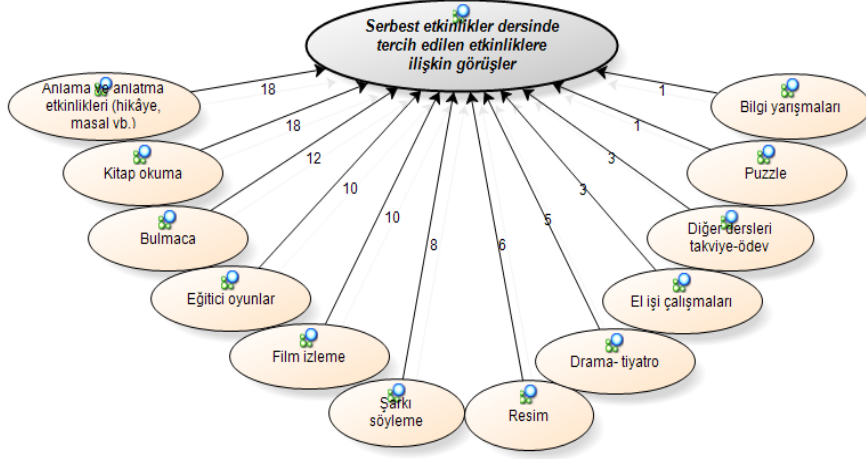 Serbest etkinlikler dersinde
tercih edilen etkinliklere
ilişkin görüşler
Anlama ve anlatma
etkinlikleri (hikâye,
masal vb.)
18
Kitap okuma
18
Bulmaca
12
Eğitici oyunlar
10
Film izleme
10
Şarkı
söyleme
8
Resim
6
Drama- tiyatro
5
El işi çalışmaları
3
Diğer dersleri
takviye-ödev
3
Puzzle
1
Bilgi yarışmaları
1